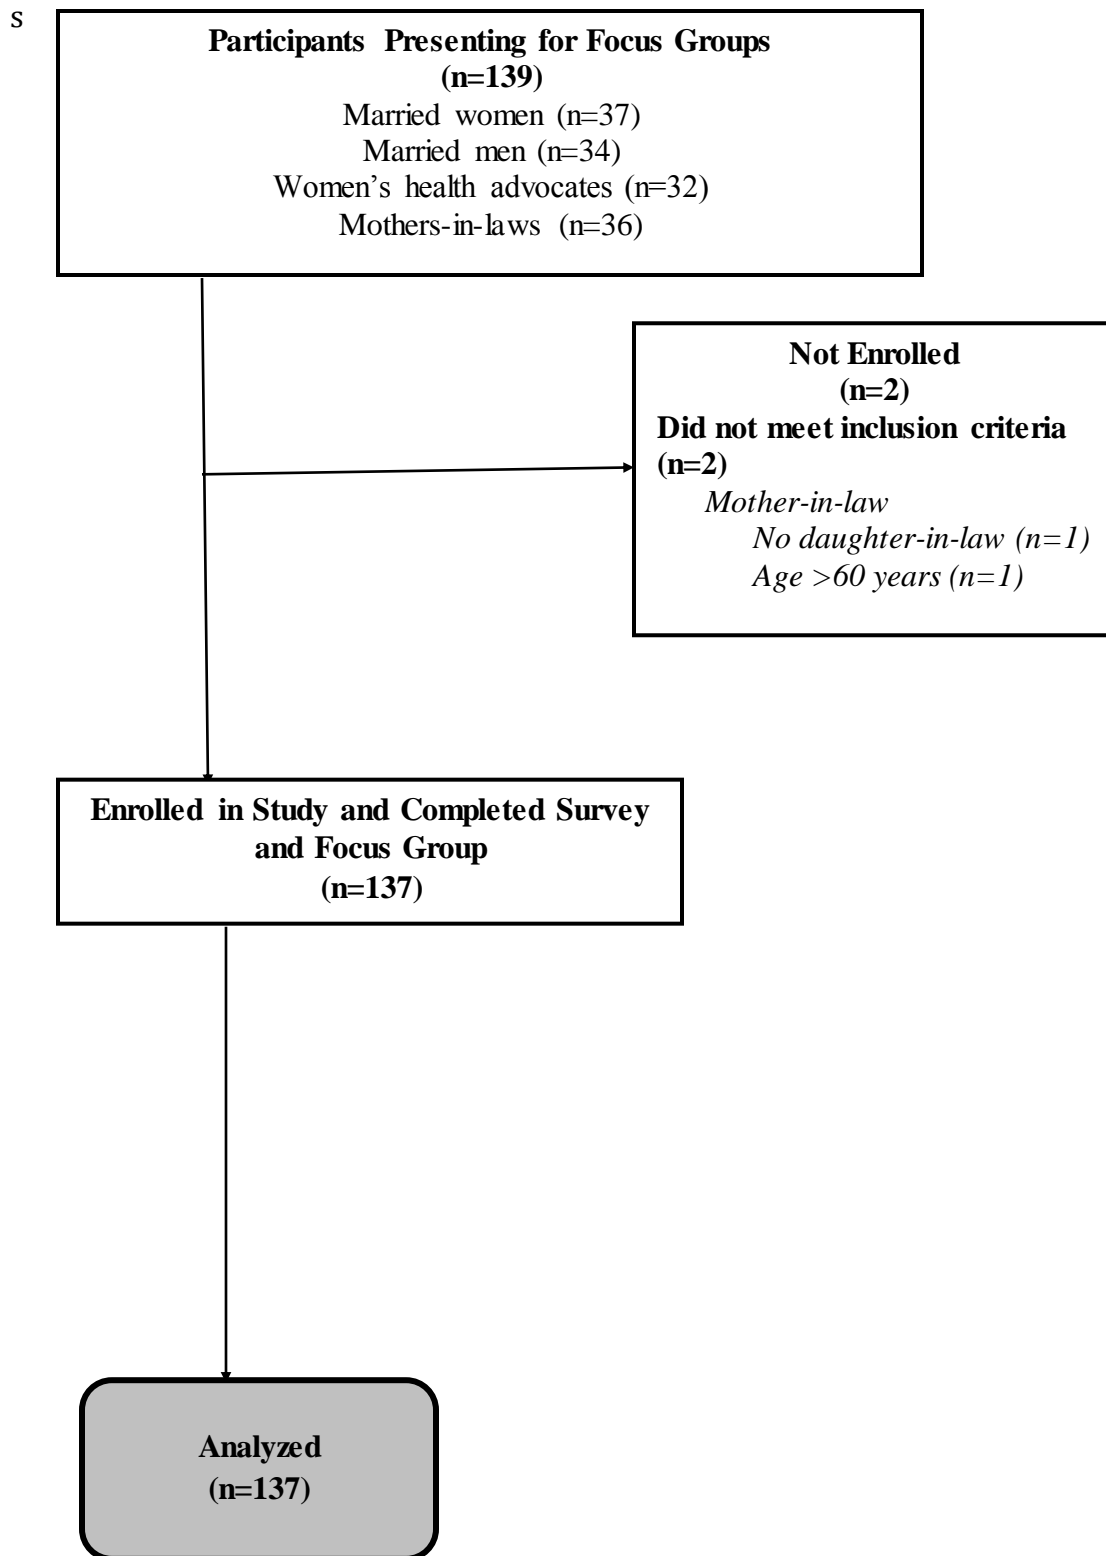 s
Participants Presenting for Focus Groups
(n=139)
Married women (n=37)
Married men (n=34)
Women’s health advocates (n=32)
Mothers-in-laws (n=36)
Not Enrolled
(n=2)
Did not meet inclusion criteria
(n=2)
Mother-in-law
No daughter-in-law (n=1)
Age >60 years (n=1)
Enrolled in Study and Completed Survey
and Focus Group
(n=137)
Analyzed
(n=137)